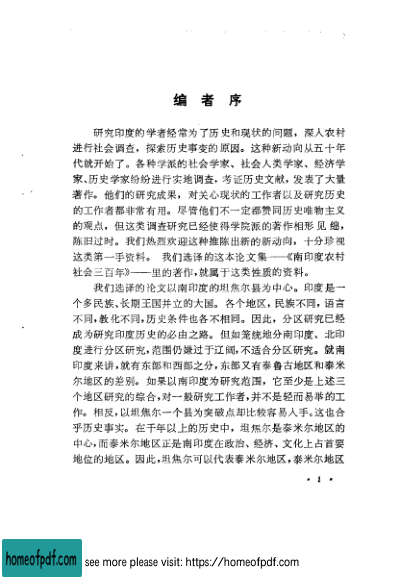 编者序
研究印度的学者经常为了历史和现状的问题，深入农村
进行社会调查，探索历史事变的原因。这种新动向从五十年
代就开始了。各种学派的社会学家、社会人类学家、经济学
家、历史学家纷纷进行实地调查，考证历史文献，发表了大量
著作。他们的研究成果，对关心现状的工作者以及研究历史
的工作者都非常有用。尽管他们不一定都赞同历史唯物主义
的观点，但这类调查研究已经使得学院派的著作相形见绌，
陈旧过时。我们热烈欢迎这种推陈出新的新动向，十分珍视
这类第一手资料。我们选译的这本论文集——《南印度农村
社会三百年》——里的著作，就属于这类性质的资料。
我们选译的论文以南印度的坦焦尔县为中心。印度是一
个多民族、长期王国并立的大国。各个地区，民族不同，语言
不同，教化不同，历史条件也各不相同。因此，分区研究已经
成为研究印度历史的必由之路。但如笼统地分南印度、北印
度进行分区研究，范围仍嫌过于辽阔，不适合分区研究。就南
印度来讲，就有东部和西部之分，东部又有泰鲁古地区和泰米
尔地区的差别。如果以南印度为研究范围，它至少是上述三
个地区研究的综合，对一般研究工作者，并不是轻而易举的工
作。相反，以坦焦尔一个县为突破点却比较容易入手。这也合
乎历史事实。在千年以上的历史中，坦焦尔是泰米尔地区的
中心，而泰米尔地区正是南印度在政治、经济、文化上占首要
地位的地区。因此，坦焦尔可以代表泰米尔地区，泰米尔地区
• 1 •
homeofpdf.com
see more please visit: https://homeofpdf.com